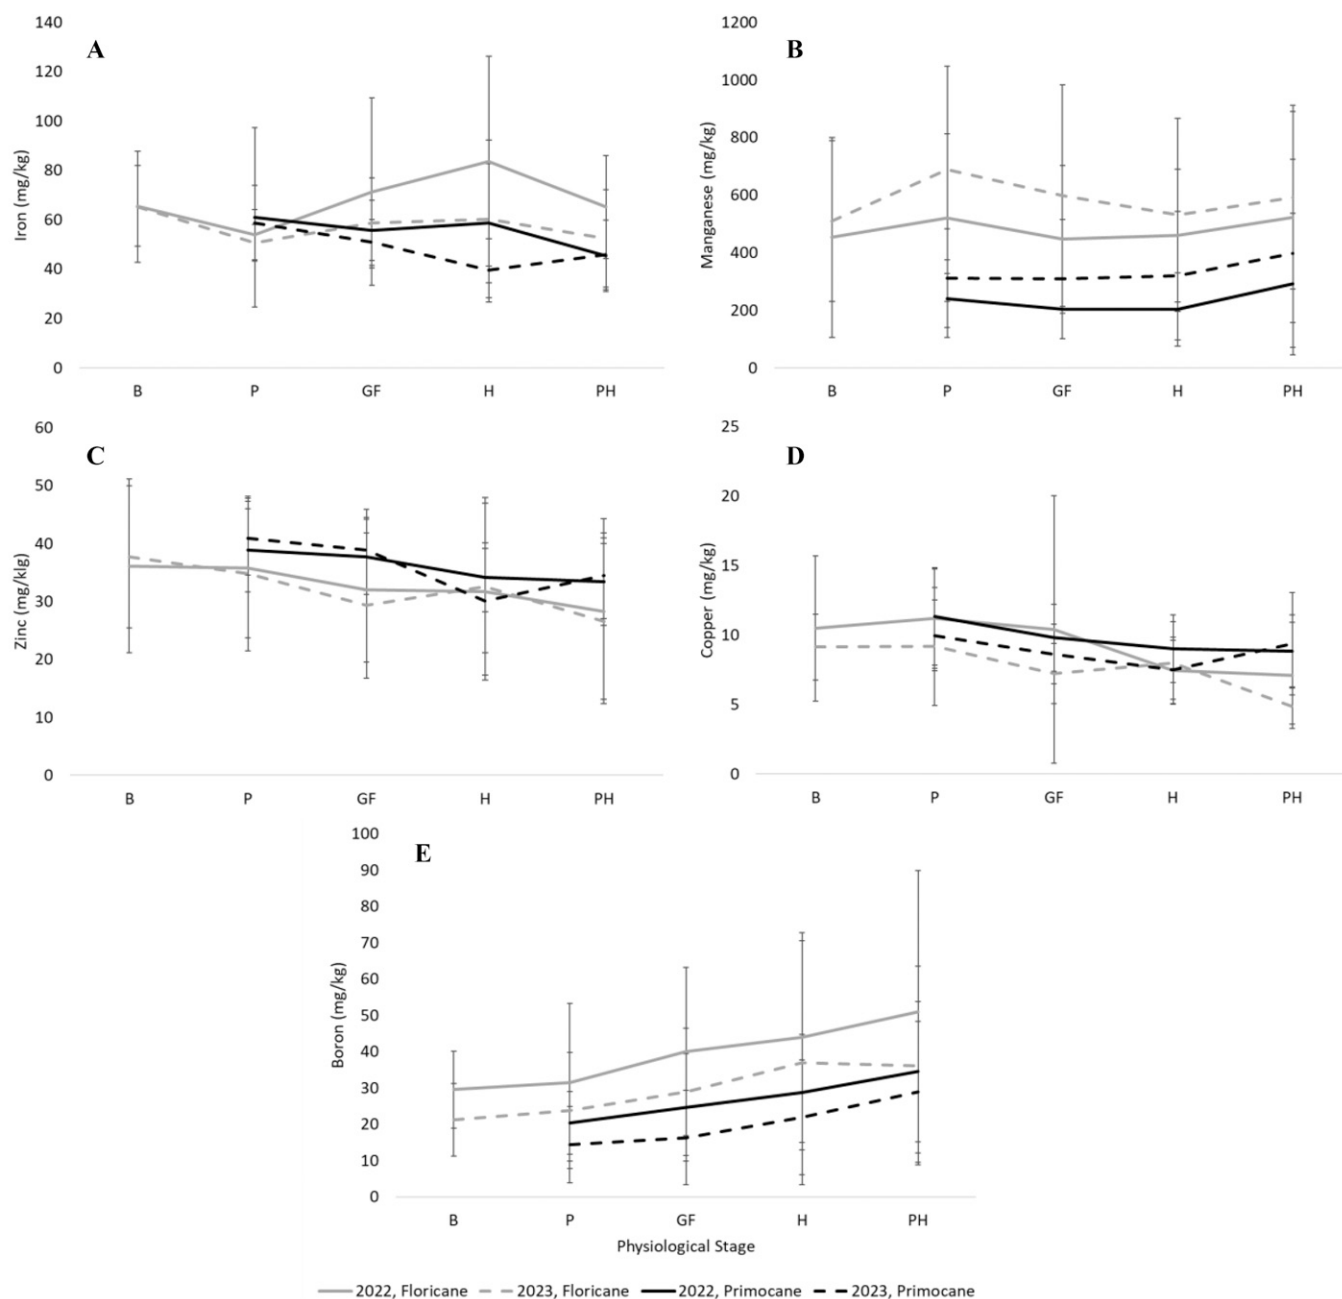 A
Iron (mg/kg)
140
120
100
80
60
40
20
0
B P GF H PH
B
Manganese (mg/kg)
1200
1000
800
600
400
200
0
B P GF H PH
C
Zinc (mg/klg)
60
50
40
30
20
10
0
B P GF H PH
D
Copper (mg/kg)
25
20
15
10
5
0
B P GF H PH
E
Boron (mg/kg)
100
90
80
70
60
50
40
30
20
10
0
B P GF H PH
Physiological Stage
2022, Floricane 2023, Floricane 2022, Primocane 2023, Primocane